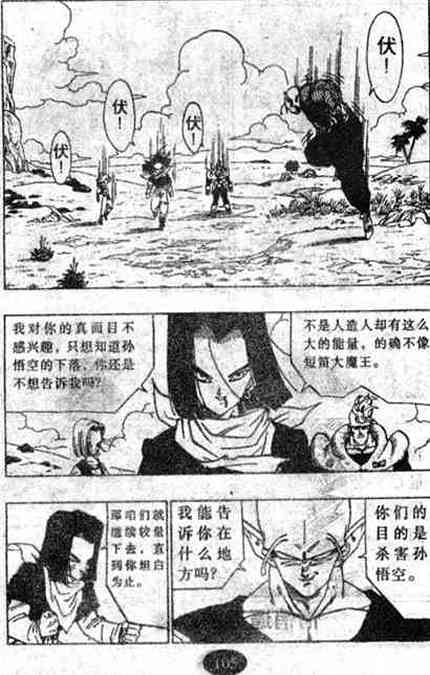 伏！
伏！
伏！
伏！
不是人造人却有这么
大的能量，的确不像
短笛大魔王。
我对你的真面目不
感兴趣，只想知道孙
悟空的下落，你还是
不想告诉我吗？
你们的
目的是
杀害孙
悟空。
我能告
诉你在
什么地
方吗？
那咱们就
继续较量
下去，直
到你坦白
为止。
105